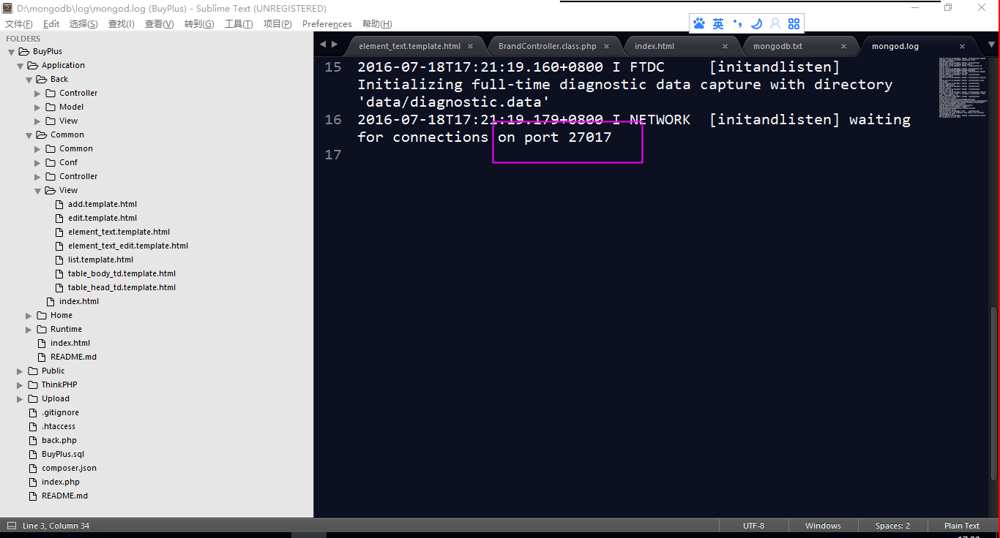 D:\mongodb\log\mongod.log (BuyPlus) - Sublime Text (UNREGISTERED)
文件(F) Edit 选择(S) 查找(I) 查看(V) 转到(G) 工具(T) 项目(P) Preferences 帮助(H)
英
FOLDERS
BuyPlus
Application
Back
Controller
Model
View
Common
Common
Conf
Controller
View
add.template.html
edit.template.html
element_text.template.html
element_text_edit.template.html
list.template.html
table_body_td.template.html
table_head_td.template.html
index.html
Home
Runtime
index.html
README.md
Public
ThinkPHP
Upload
.gitignore
.htaccess
back.php
BuyPlus.sql
composer.json
index.php
README.md
element_text.template.html × BrandController.class.php × index.html × mongodb.txt × mongod.log ×
15 2016-07-18T17:21:19.160+0800 I FTDC [initandlisten]
Initializing full-time diagnostic data capture with directory
'data/diagnostic.data'
16 2016-07-18T17:21:19.179+0800 I NETWORK [initandlisten] waiting
for connections on port 27017
17
Line 3, Column 34 UTF-8 Windows Spaces: 2 Plain Text